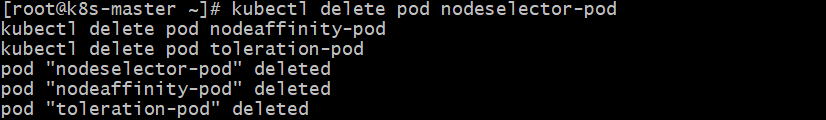 [root@k8s-master ~]# kubectl delete pod nodeselector-pod
kubectl delete pod nodeaffinity-pod
kubectl delete pod toleration-pod
pod "nodeselector-pod" deleted
pod "nodeaffinity-pod" deleted
pod "toleration-pod" deleted